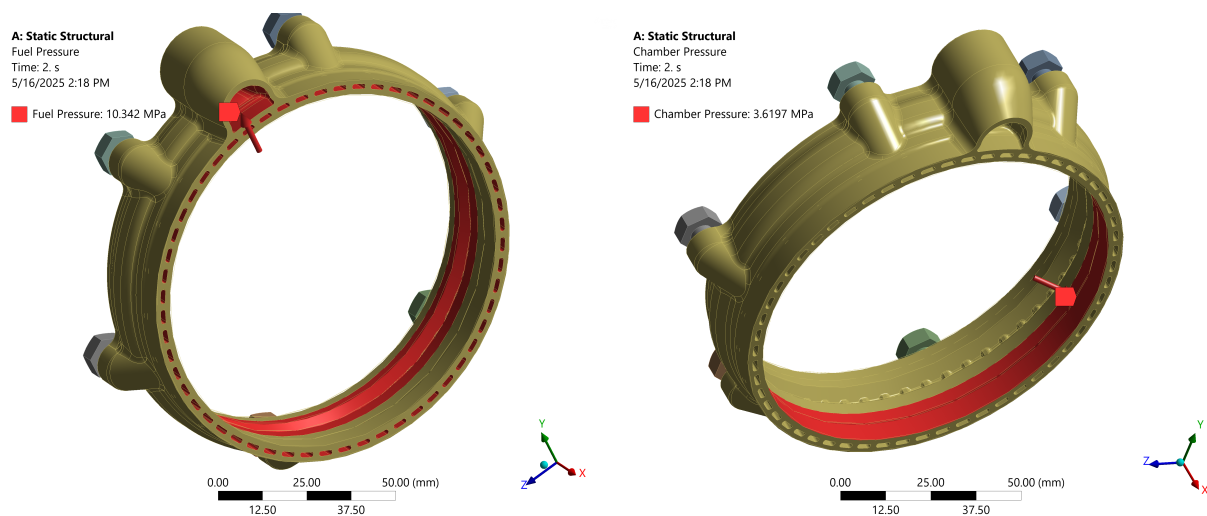 A: Static Structural
Fuel Pressure
Time: 2. s
5/16/2025 2:18 PM
Fuel Pressure: 10.342 MPa
Y
X
Z
0.00 25.00 50.00 (mm)
12.50 37.50
A: Static Structural
Chamber Pressure
Time: 2. s
5/16/2025 2:18 PM
Chamber Pressure: 3.6197 MPa
Y
Z
X
0.00 25.00 50.00 (mm)
12.50 37.50